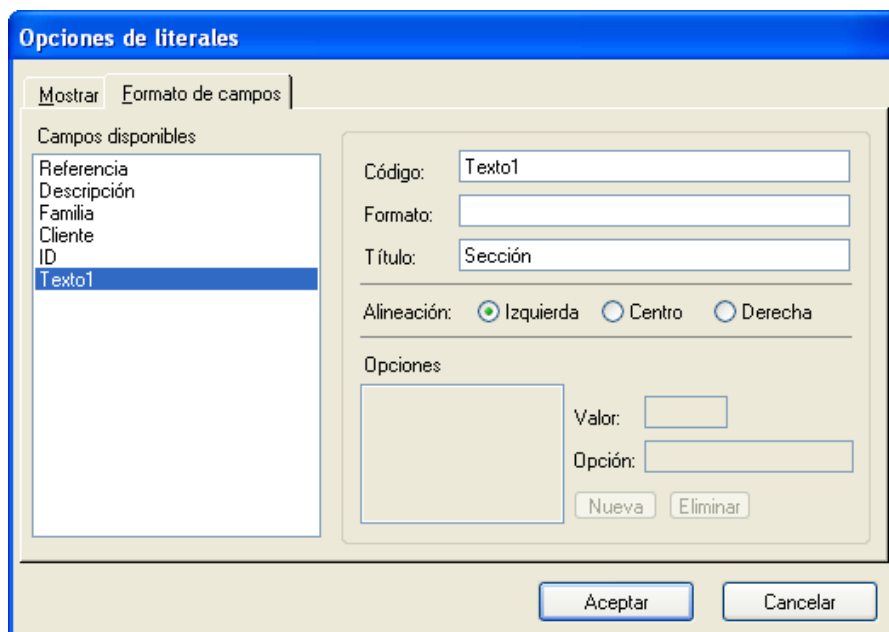 Opciones de literales
Mostrar
Formato de campos
Campos disponibles
Referencia
Descripción
Familia
Cliente
ID
Texto1
Código: Texto1
Formato:
Título: Sección
Alineación: Izquierda Centro Derecha
Opciones
Valor:
Opción:
Nueva Eliminar
Aceptar Cancelar